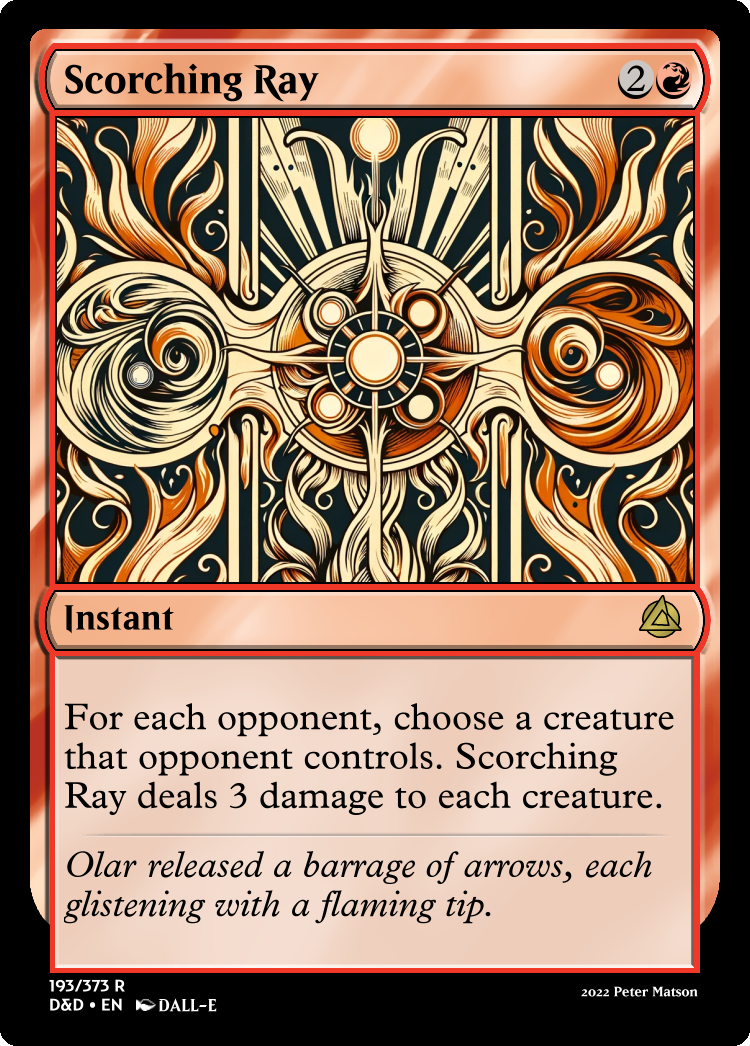 Scorching Ray 2
Instant
For each opponent, choose a creature
that opponent controls. Scorching
Ray deals 3 damage to each creature.
Olar released a barrage of arrows, each
glistening with a flaming tip.
193/373 R
D&D • EN DALL-E
2022 Peter Matson